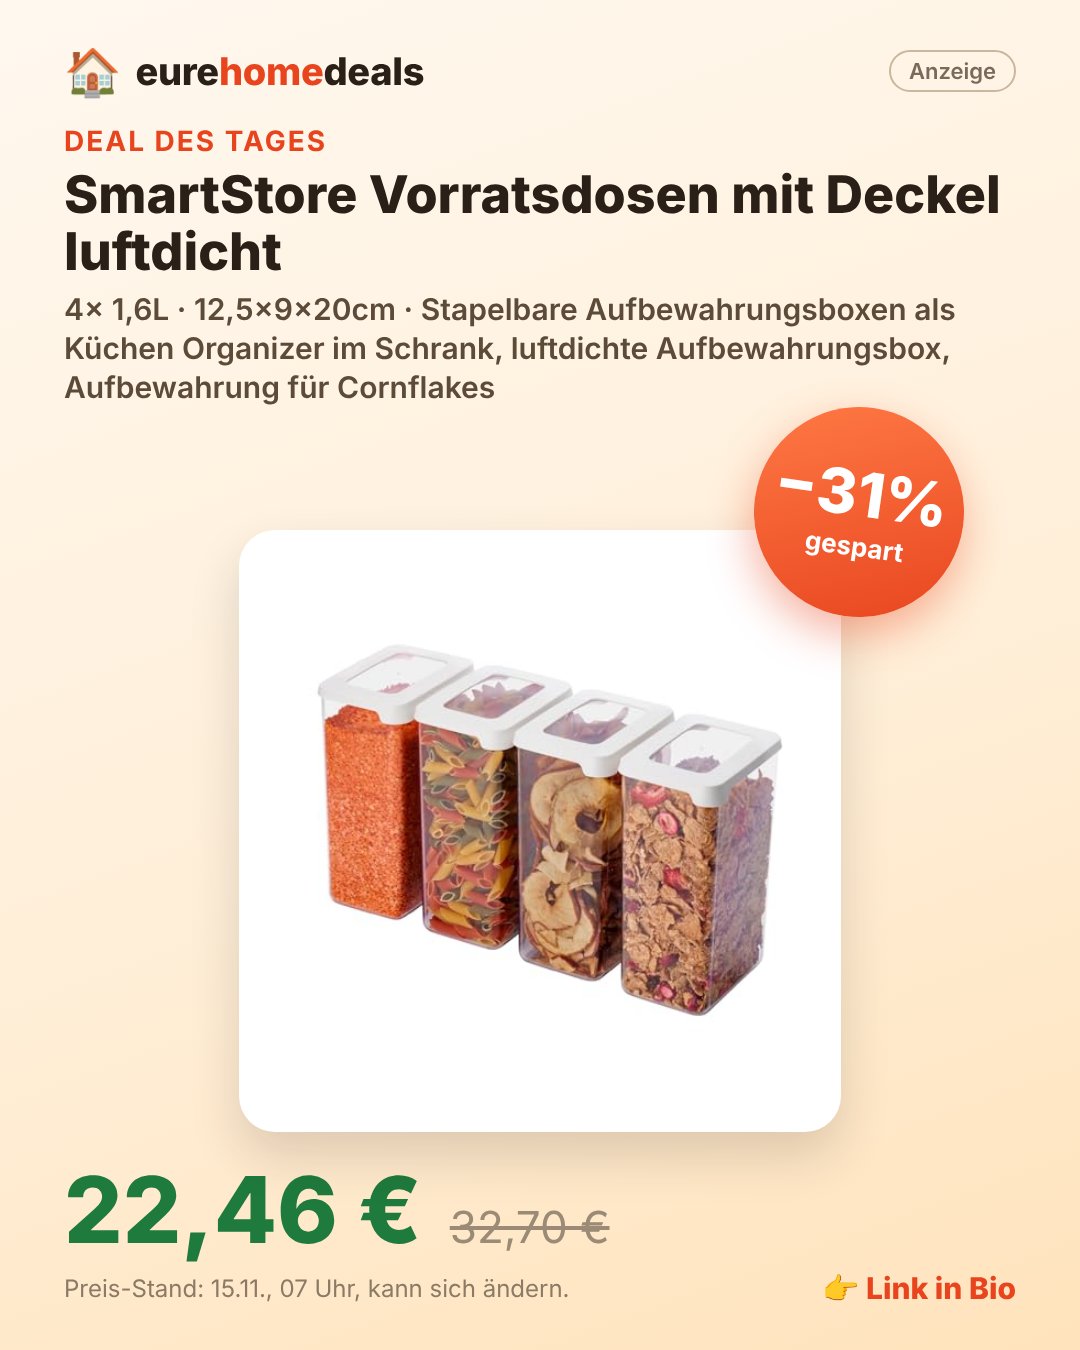 eurehomedeals
Anzeige
DEAL DES TAGES
SmartStore Vorratsdosen mit Deckel
luftdicht
4× 1,6L · 12,5×9×20cm · Stapelbare Aufbewahrungsboxen als
Küchen Organizer im Schrank, luftdichte Aufbewahrungsbox,
Aufbewahrung für Cornflakes
−31%
gespart
22,46 € 32,70 €
Preis-Stand: 15.11., 07 Uhr, kann sich ändern.
👉 Link in Bio